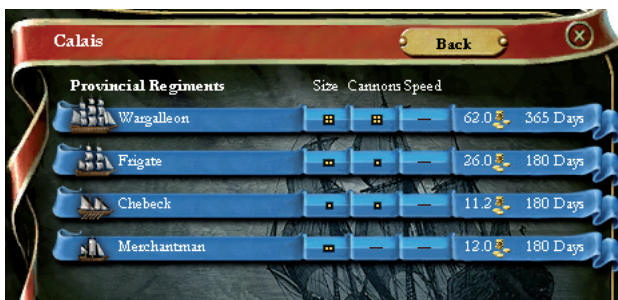 Calais Back
Provincial Regiments Size Cannons Speed
Wargalleon 62.0 365 Days
Frigate 26.0 180 Days
Chebeck 11.2 180 Days
Merchantman 12.0 180 Days